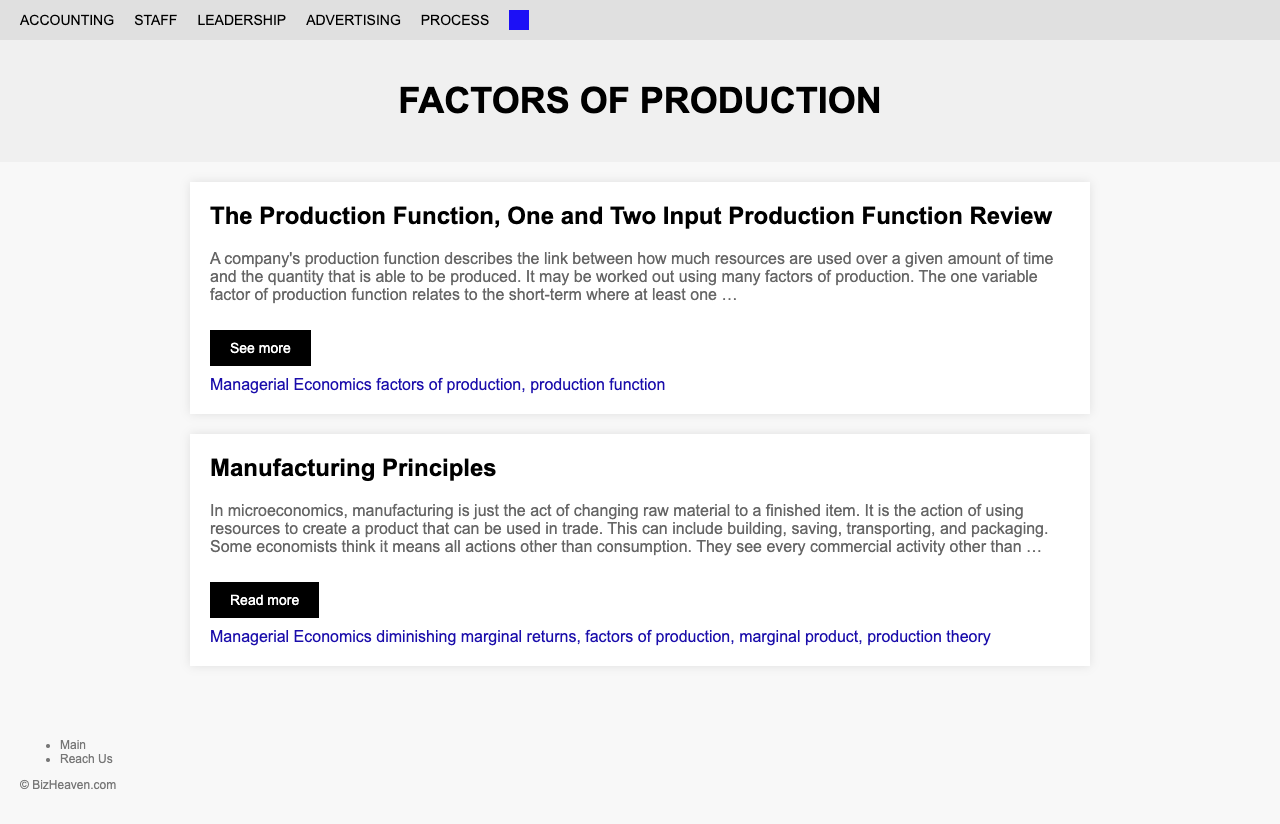 ACCOUNTING STAFF LEADERSHIP ADVERTISING PROCESS
FACTORS OF PRODUCTION
The Production Function, One and Two Input Production Function Review
A company's production function describes the link between how much resources are used over a given amount of time
and the quantity that is able to be produced. It may be worked out using many factors of production. The one variable
factor of production function relates to the short-term where at least one …
See more
Managerial Economics factors of production, production function
Manufacturing Principles
In microeconomics, manufacturing is just the act of changing raw material to a finished item. It is the action of using
resources to create a product that can be used in trade. This can include building, saving, transporting, and packaging.
Some economists think it means all actions other than consumption. They see every commercial activity other than …
Read more
Managerial Economics diminishing marginal returns, factors of production, marginal product, production theory
Main
Reach Us
© BizHeaven.com